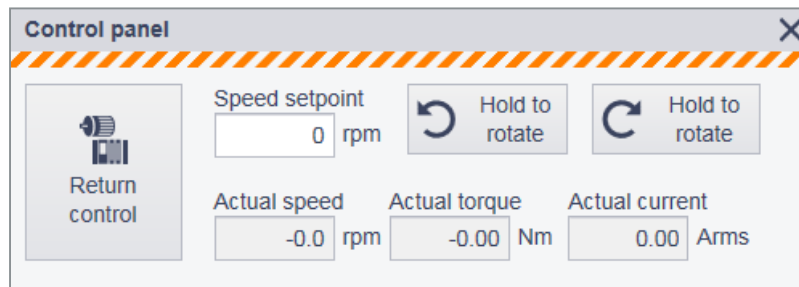 Control panel
Return
control
Speed setpoint
0 rpm
Hold to
rotate
Hold to
rotate
Actual speed
-0.0 rpm
Actual torque
-0.00 Nm
Actual current
0.00 Arms